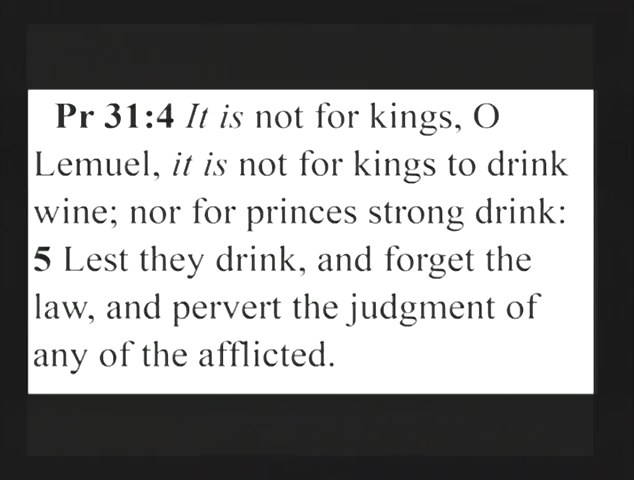 Pr 31:4 It is not for kings, O
Lemuel, it is not for kings to drink
wine; nor for princes strong drink:
5 Lest they drink, and forget the
law, and pervert the judgment of
any of the afflicted.